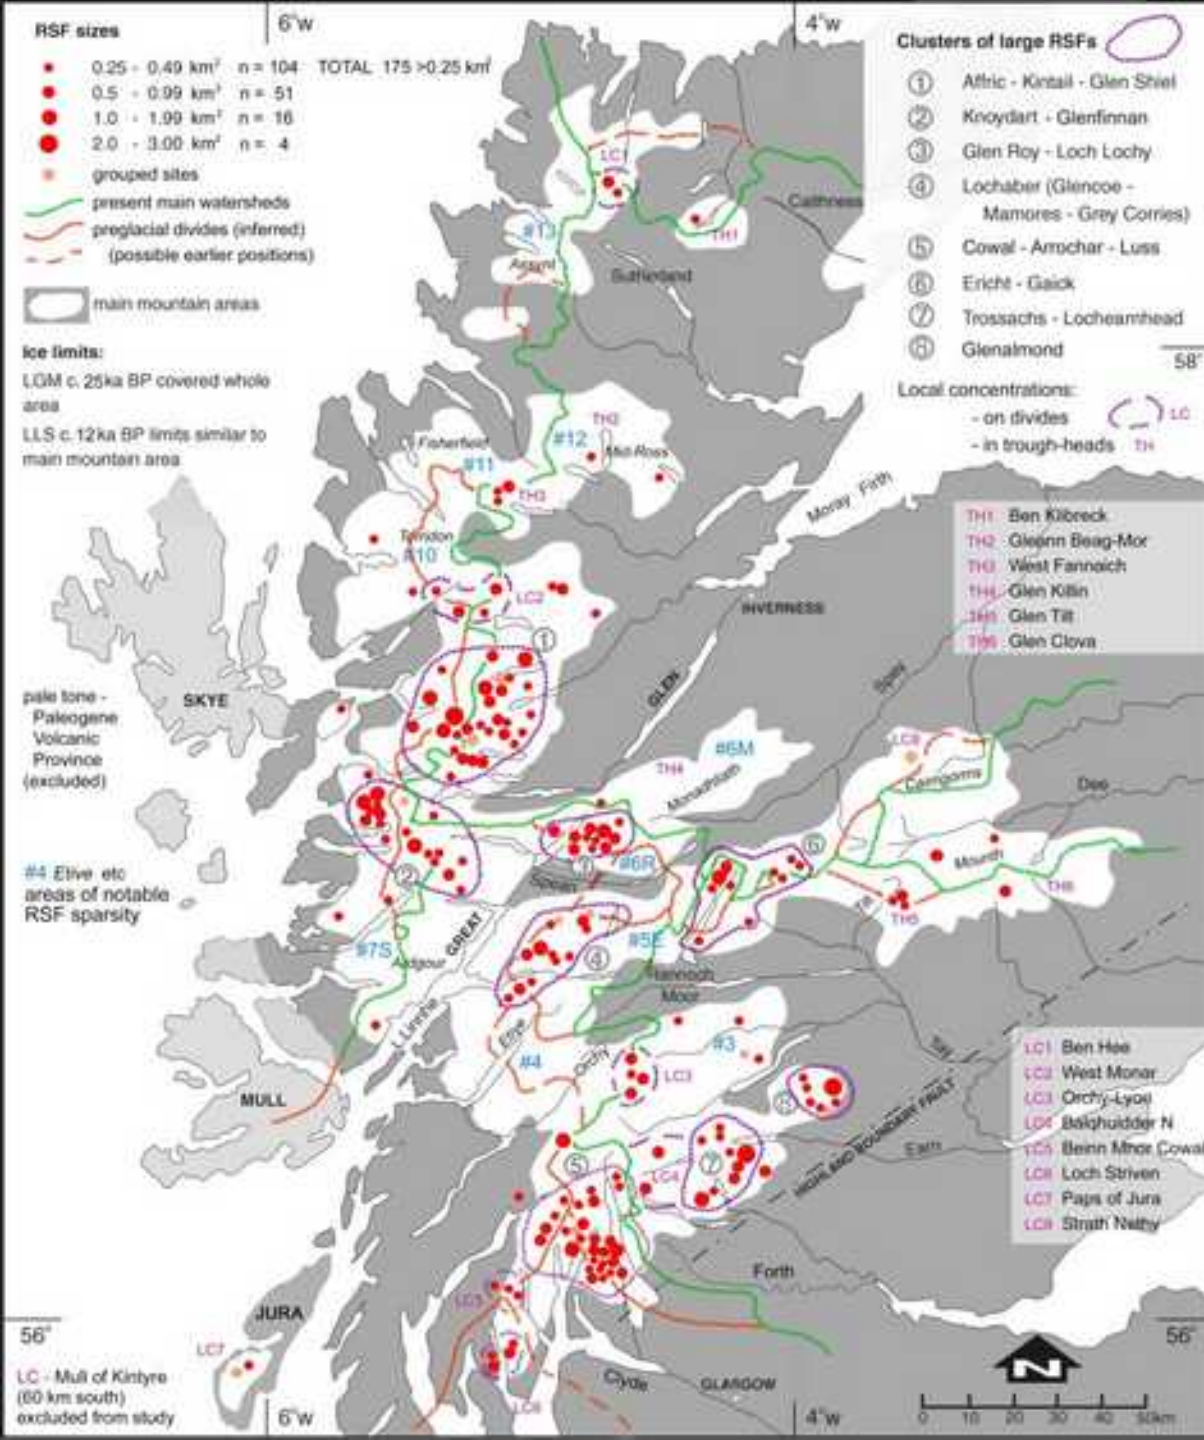 6°w
4°w
RSF sizes
0.25 - 0.49 km² n = 104 TOTAL 175 >0.25 km²
0.5 - 0.99 km² n = 51
1.0 - 1.99 km² n = 16
2.0 - 3.00 km² n = 4
grouped sites
present main watersheds
preglacial divides (inferred)
(possible earlier positions)
main mountain areas
Ice limits:
LGM c. 25ka BP covered whole
area
LLS c. 12ka BP limits similar to
main mountain area
Clusters of large RSFs
1 Affric - Kintail - Glen Shiel
2 Knoydart - Glenfinnan
3 Glen Roy - Loch Lochy
4 Lochaber (Glencoe -
Mamores - Grey Corries)
5 Cowal - Arrochar - Luss
6 Ericht - Gaick
7 Trossachs - Lochearnhead
8 Glenalmond
58°
Local concentrations:
- on divides LC
- in trough-heads TH
TH1 Ben Klibreck
TH2 Gleann Beag-Mor
TH3 West Fannaich
TH4 Glen Killin
TH5 Glen Tilt
TH6 Glen Clova
LC1
Caithness
TH1
#13
Assynt
Sutherland
TH2
Fisherfield
#12
Mid-Ross
#11
TH3
Moray Firth
Torridon
#10
LC2
INVERNESS
1
pale tone -
Paleogene
Volcanic
Province
(excluded)
SKYE
GLEN
Spey
#6M
TH4
Monadhliath
LC8
Cairngorms
Dee
#4 Etive etc
areas of notable
RSF sparsity
2
3
#6R
Spean
6
Mounth
TH6
Tilt
TH5
#7S
Ardgour
GREAT
4
#5E
Rannoch
Moor
L Linnhe
Etive
#4
Orchy
#3
LC3
Tay
MULL
8
HIGHLAND BOUNDARY FAULT
Earn
LC1 Ben Hee
LC2 West Monar
LC3 Orchy-Lyon
LC4 Balquhidder N
LC5 Beinn Mhor Cowal
LC6 Loch Striven
LC7 Paps of Jura
LC8 Strath Nethy
5
7
LC4
Forth
LC5
JURA
56°
56°
LC7
LC - Mull of Kintyre
(60 km south)
excluded from study
Clyde
GLASGOW
LC6
N
6°w
4°w
0 10 20 30 40 50km